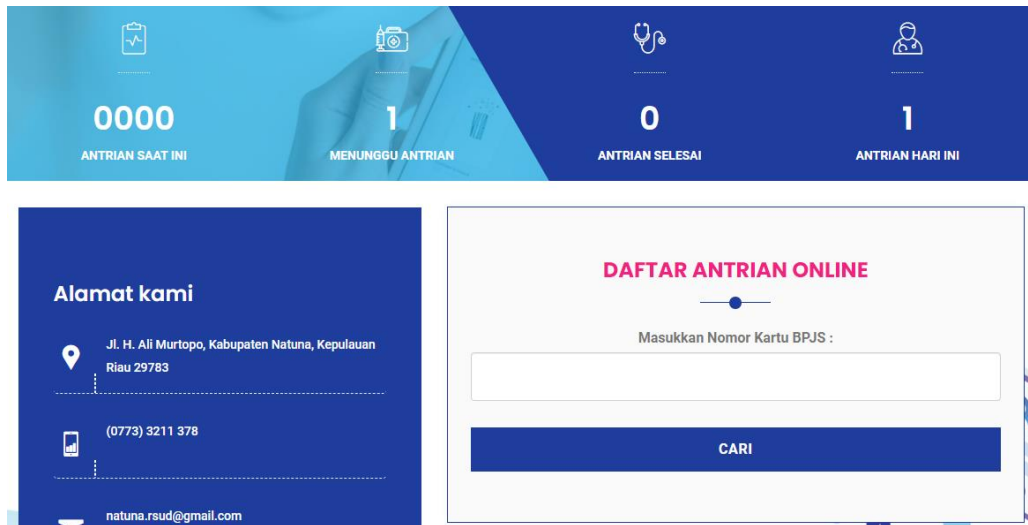 0000
1
0
1
ANTRIAN SAAT INI
MENUNGGU ANTRIAN
ANTRIAN SELESAI
ANTRIAN HARI INI
Alamat kami
Jl. H. Ali Murtopo, Kabupaten Natuna, Kepulauan
Riau 29783
(0773) 3211 378
natuna.rsud@gmail.com
DAFTAR ANTRIAN ONLINE
Masukkan Nomor Kartu BPJS :
CARI